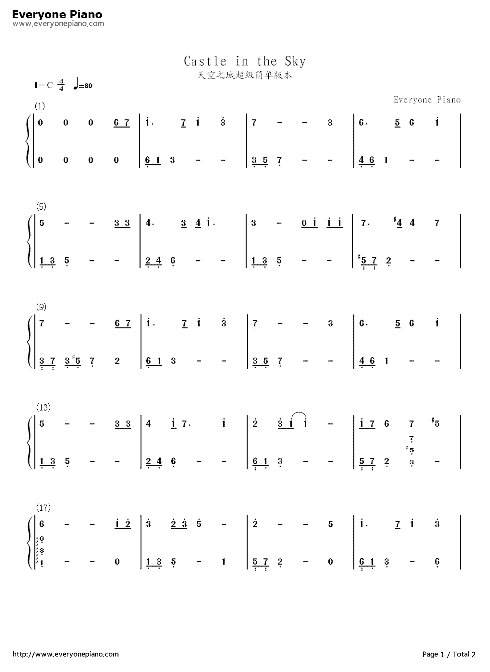 Everyone Piano
www.everyonepiano.com
Castle in the Sky
天空之城超级简单版本
1=C 4/4 ♩=80
Everyone Piano
(1)
0 0 0 6 7 | i . 7 i 3 | 7 - - 3 | 6 . 5 6 i
0 0 0 0 | 6 1 3 - - | 3 5 7 - - | 4 6 1 - -
(5)
5 - - 3 3 | 4 . 3 4 i . | 3 - 0 i i i | 7 . #4 4 7
1 3 5 - - | 2 4 6 - - | 1 3 5 - - | #5 7 2 - -
(9)
7 - - 6 7 | i . 7 i 3 | 7 - - 3 | 6 . 5 6 i
3 7 3 #5 7 2 | 6 1 3 - - | 3 5 7 - - | 4 6 1 - -
(13)
5 - - 3 3 | 4 i 7 . i | 2 3 i i - | i 7 6 7 #5
1 3 5 - - | 2 4 6 - - | 6 1 3 - - | 5 7 2 3 #5 7 -
(17)
6 - - i 2 | 3 2 3 5 - | 2 - - 5 | i . 7 i 3
- - 0 | 1 3 5 - 1 | 5 7 2 - 0 | 6 1 3 - 6
http://www.everyonepiano.com
Page 1 / Total 2